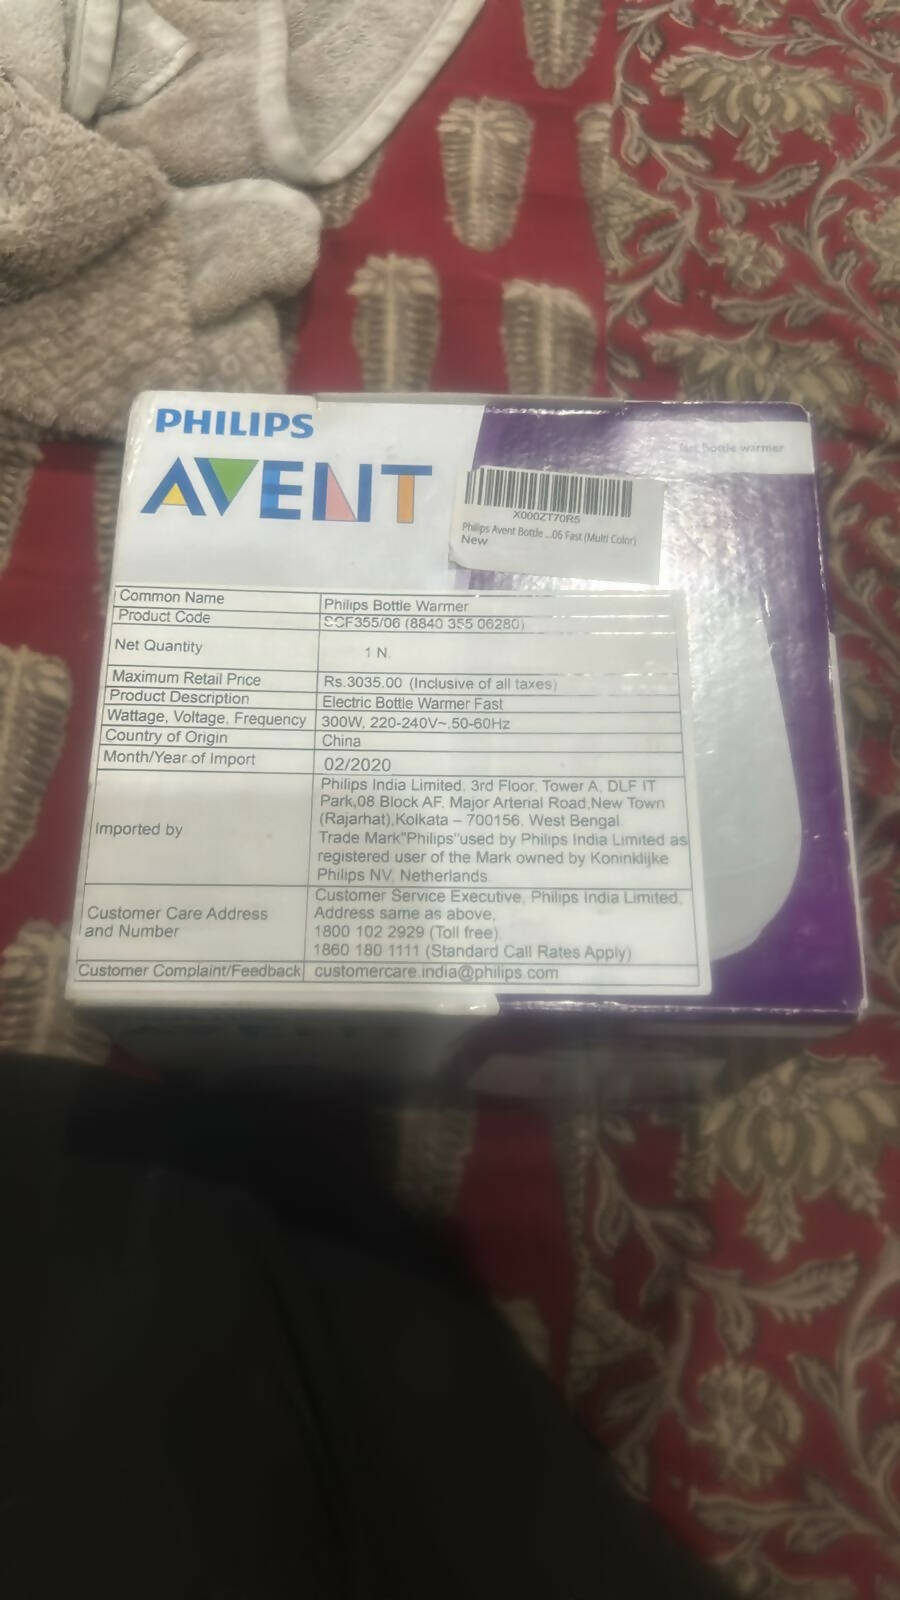 PHILIPS
AVENT
fast bottle warmer
X000ZT70R5
Philips Avent Bottle ...06 Fast (Multi Color)
New
Common Name Philips Bottle Warmer
Product Code SCF355/06 (8840 355 06280)
Net Quantity 1 N.
Maximum Retail Price Rs.3035.00 (Inclusive of all taxes)
Product Description Electric Bottle Warmer Fast
Wattage, Voltage, Frequency 300W, 220-240V~,50-60Hz
Country of Origin China
Month/Year of Import 02/2020
Imported by Philips India Limited. 3rd Floor. Tower A, DLF IT
Park,08 Block AF. Major Arterial Road,New Town
(Rajarhat),Kolkata – 700156, West Bengal.
Trade Mark"Philips"used by Philips India Limited as
registered user of the Mark owned by Koninklijke
Philips NV, Netherlands
Customer Care Address and Number Customer Service Executive, Philips India Limited.
Address same as above,
1800 102 2929 (Toll free),
1860 180 1111 (Standard Call Rates Apply)
Customer Complaint/Feedback customercare.india@philips.com